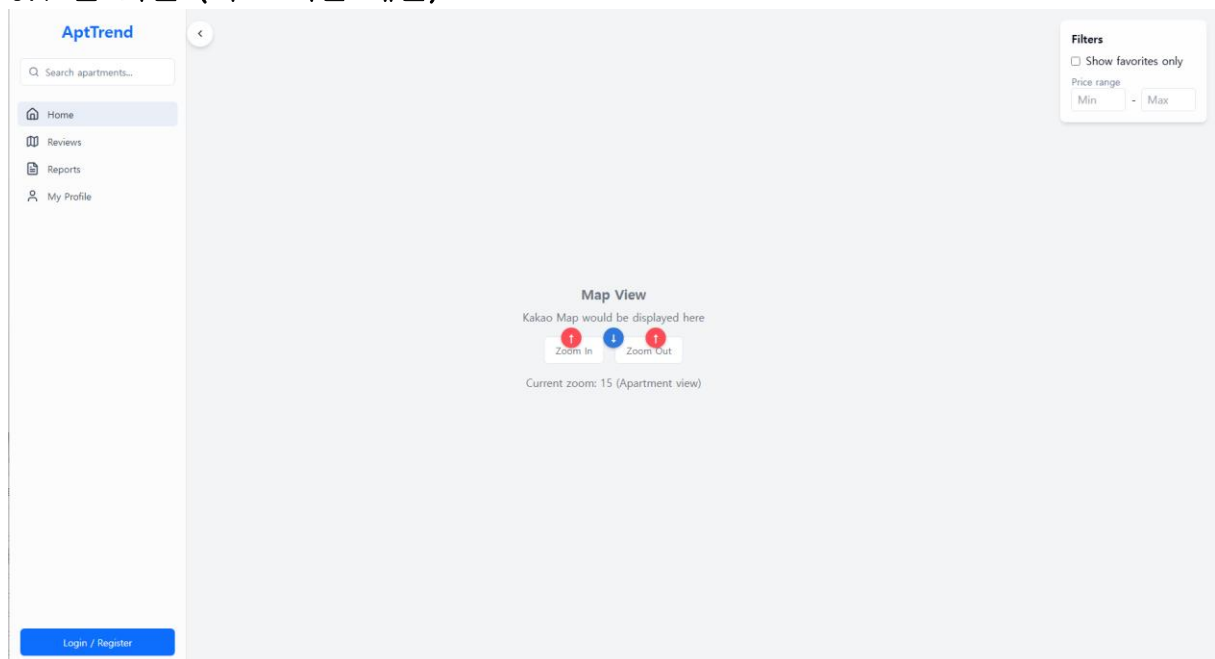 AptTrend
Search apartments...
Home
Reviews
Reports
My Profile
Login / Register
Filters
Show favorites only
Price range
Min - Max
Map View
Kakao Map would be displayed here
↑ ↓ ↑
Zoom In Zoom Out
Current zoom: 15 (Apartment view)